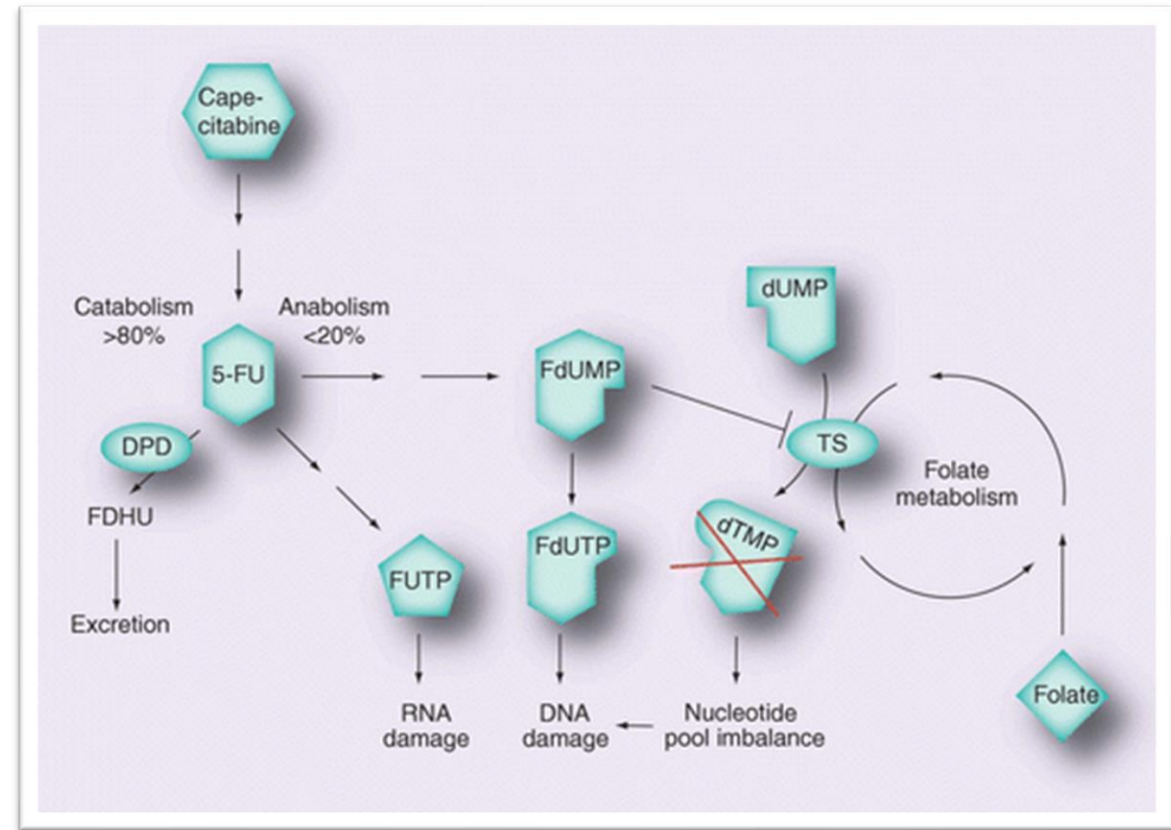 Cape-
citabine
Catabolism
>80%
Anabolism
<20%
5-FU
DPD
FDHU
Excretion
FUTP
RNA
damage
FdUMP
FdUTP
DNA
damage
dUMP
TS
dTMP
Nucleotide
pool imbalance
Folate
metabolism
Folate